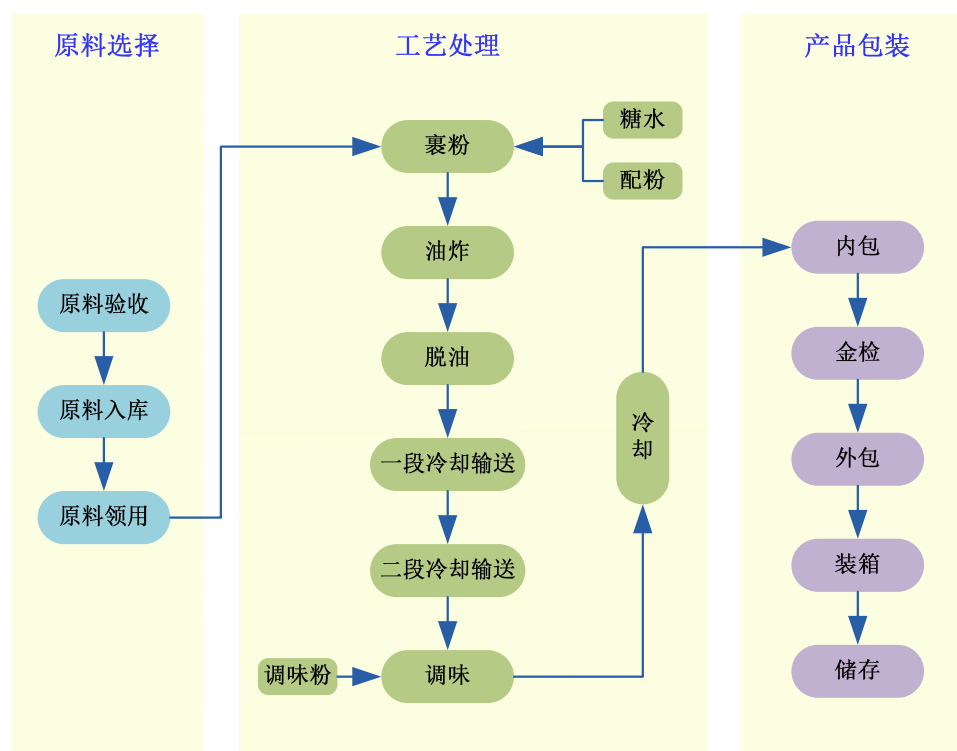 原料选择
原料验收
原料入库
原料领用
工艺处理
糖水
裹粉
配粉
油炸
脱油
一段冷却输送
二段冷却输送
调味粉
调味
冷
却
产品包装
内包
金检
外包
装箱
储存